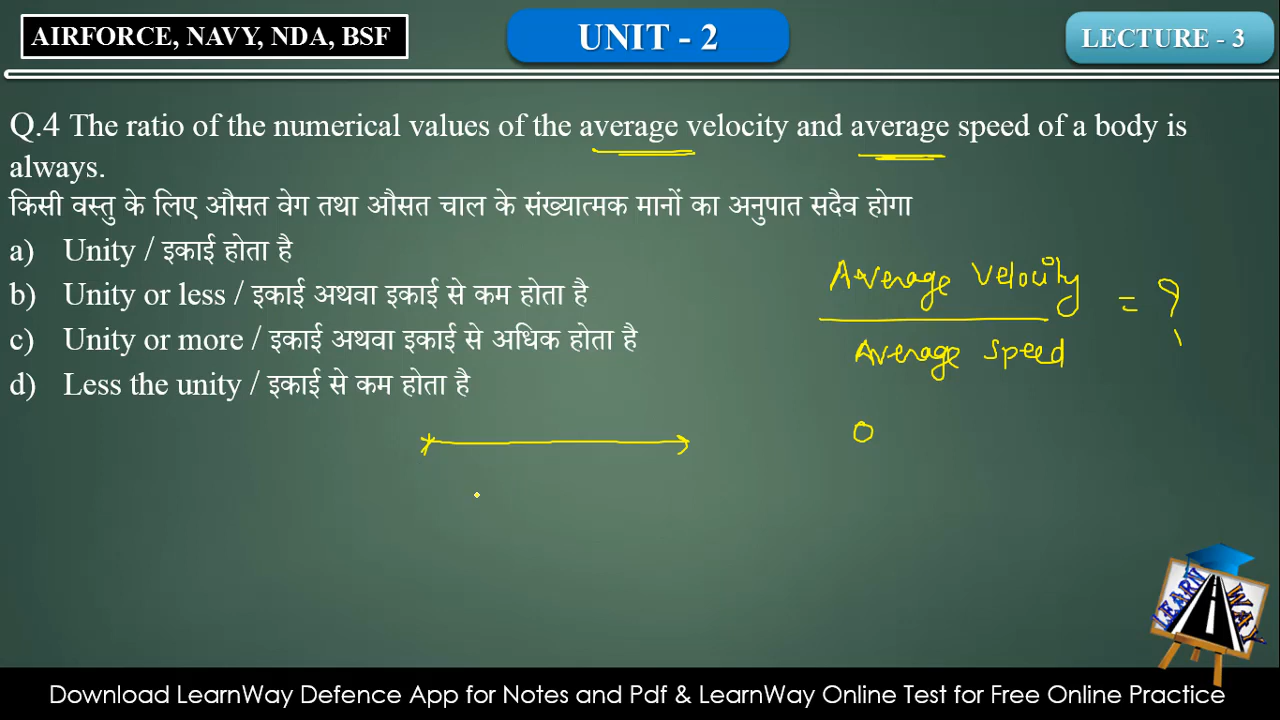 AIRFORCE, NAVY, NDA, BSF
UNIT - 2
LECTURE - 3
Q.4 The ratio of the numerical values of the average velocity and average speed of a body is
always.
किसी वस्तु के लिए औसत वेग तथा औसत चाल के संख्यात्मक मानों का अनुपात सदैव होगा
a) Unity / इकाई होता है
b) Unity or less / इकाई अथवा इकाई से कम होता है
c) Unity or more / इकाई अथवा इकाई से अधिक होता है
d) Less the unity / इकाई से कम होता है
Average Velocity
= ?
Average Speed
0
LEARN WAY
Download LearnWay Defence App for Notes and Pdf & LearnWay Online Test for Free Online Practice